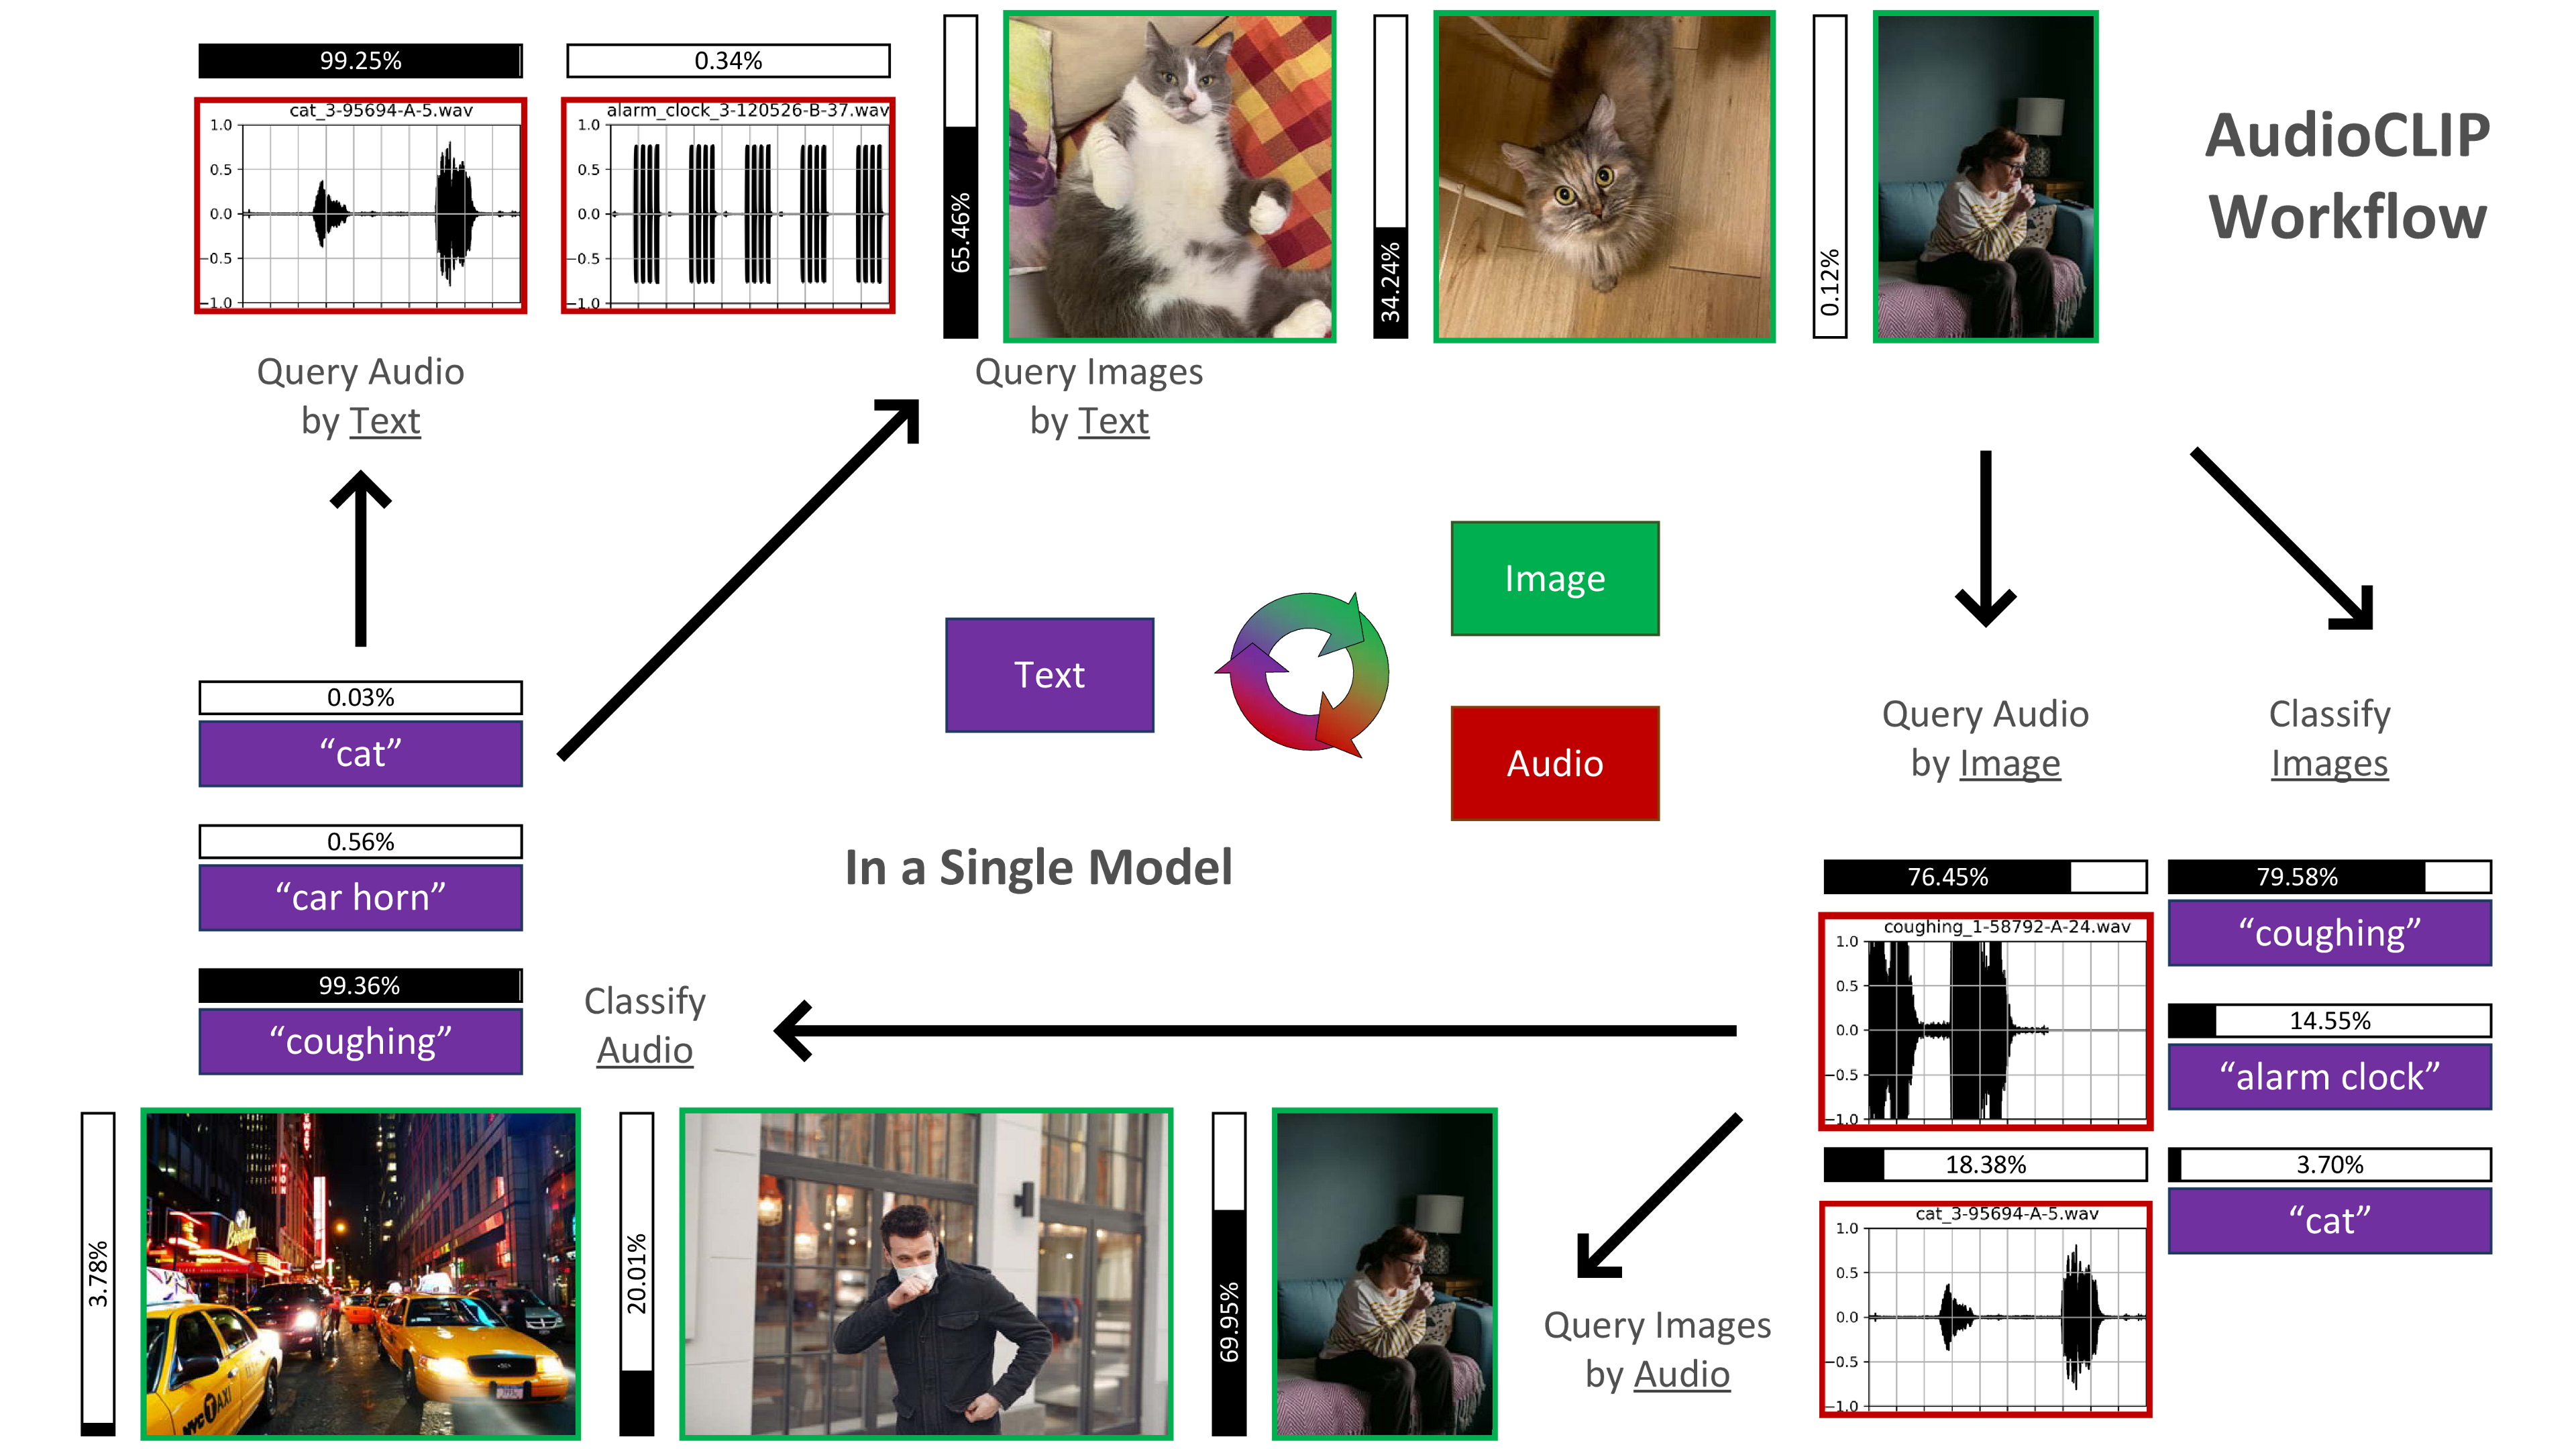 AudioCLIP
Workflow
99.25%
cat_3-95694-A-5.wav
1.0
0.5
0.0
−0.5
−1.0
0.34%
alarm_clock_3-120526-B-37.wav
1.0
0.5
0.0
−0.5
−1.0
65.46%
34.24%
0.12%
Query Audio
by Text
Query Images
by Text
Text
Image
Audio
In a Single Model
0.03%
“cat”
0.56%
“car horn”
99.36%
“coughing”
Classify
Audio
Query Audio
by Image
Classify
Images
76.45%
coughing_1-58792-A-24.wav
1.0
0.5
0.0
−0.5
−1.0
18.38%
cat_3-95694-A-5.wav
1.0
0.5
0.0
−0.5
−1.0
79.58%
“coughing”
14.55%
“alarm clock”
3.70%
“cat”
3.78%
NYC TAXI
20.01%
69.95%
Query Images
by Audio